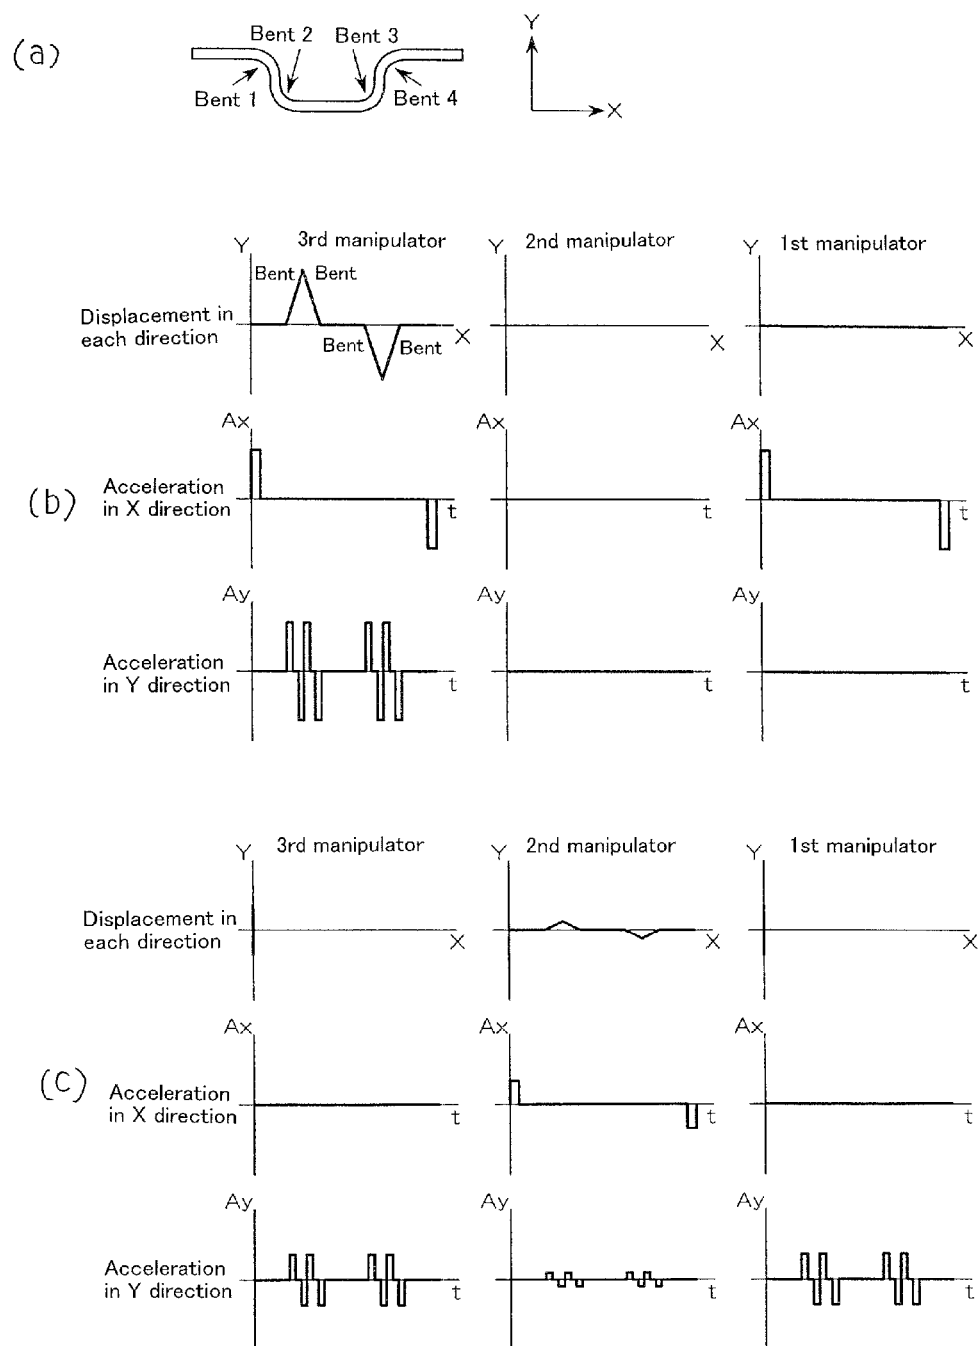 (a)
Bent 2 Bent 3
Bent 1 Bent 4
Y
X
3rd manipulator 2nd manipulator 1st manipulator
Y Y Y
Bent Bent
Displacement in
each direction
Bent Bent
X X X
Ax Ax Ax
(b)
Acceleration
in X direction
t t t
Ay Ay Ay
Acceleration
in Y direction
t t t
3rd manipulator 2nd manipulator 1st manipulator
Y Y Y
Displacement in
each direction
X X X
Ax Ax Ax
(c)
Acceleration
in X direction
t t t
Ay Ay Ay
Acceleration
in Y direction
t t t